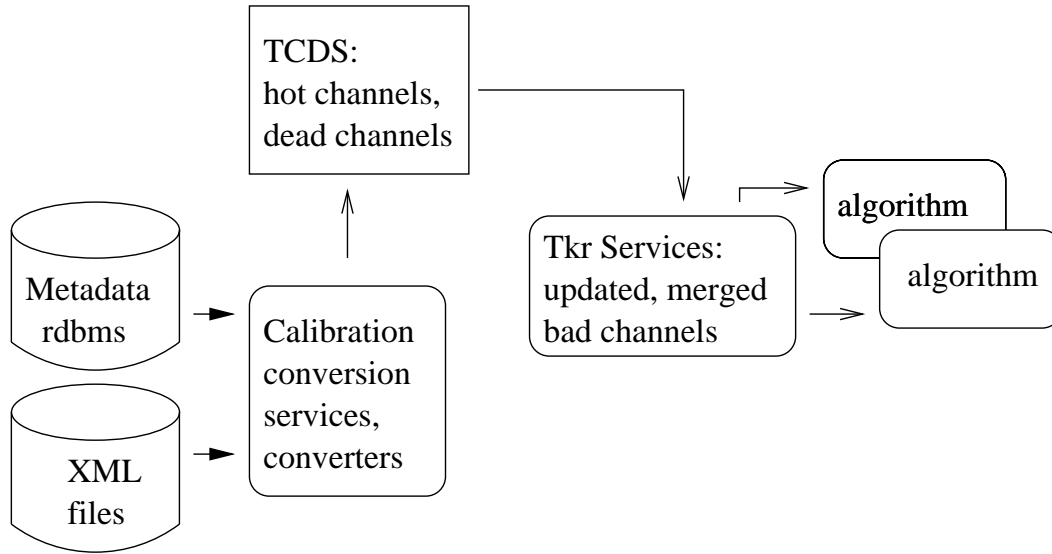 TCDS:
hot channels,
dead channels
Metadata
rdbms
XML
files
Calibration
conversion
services,
converters
Tkr Services:
updated, merged
bad channels
algorithm
algorithm